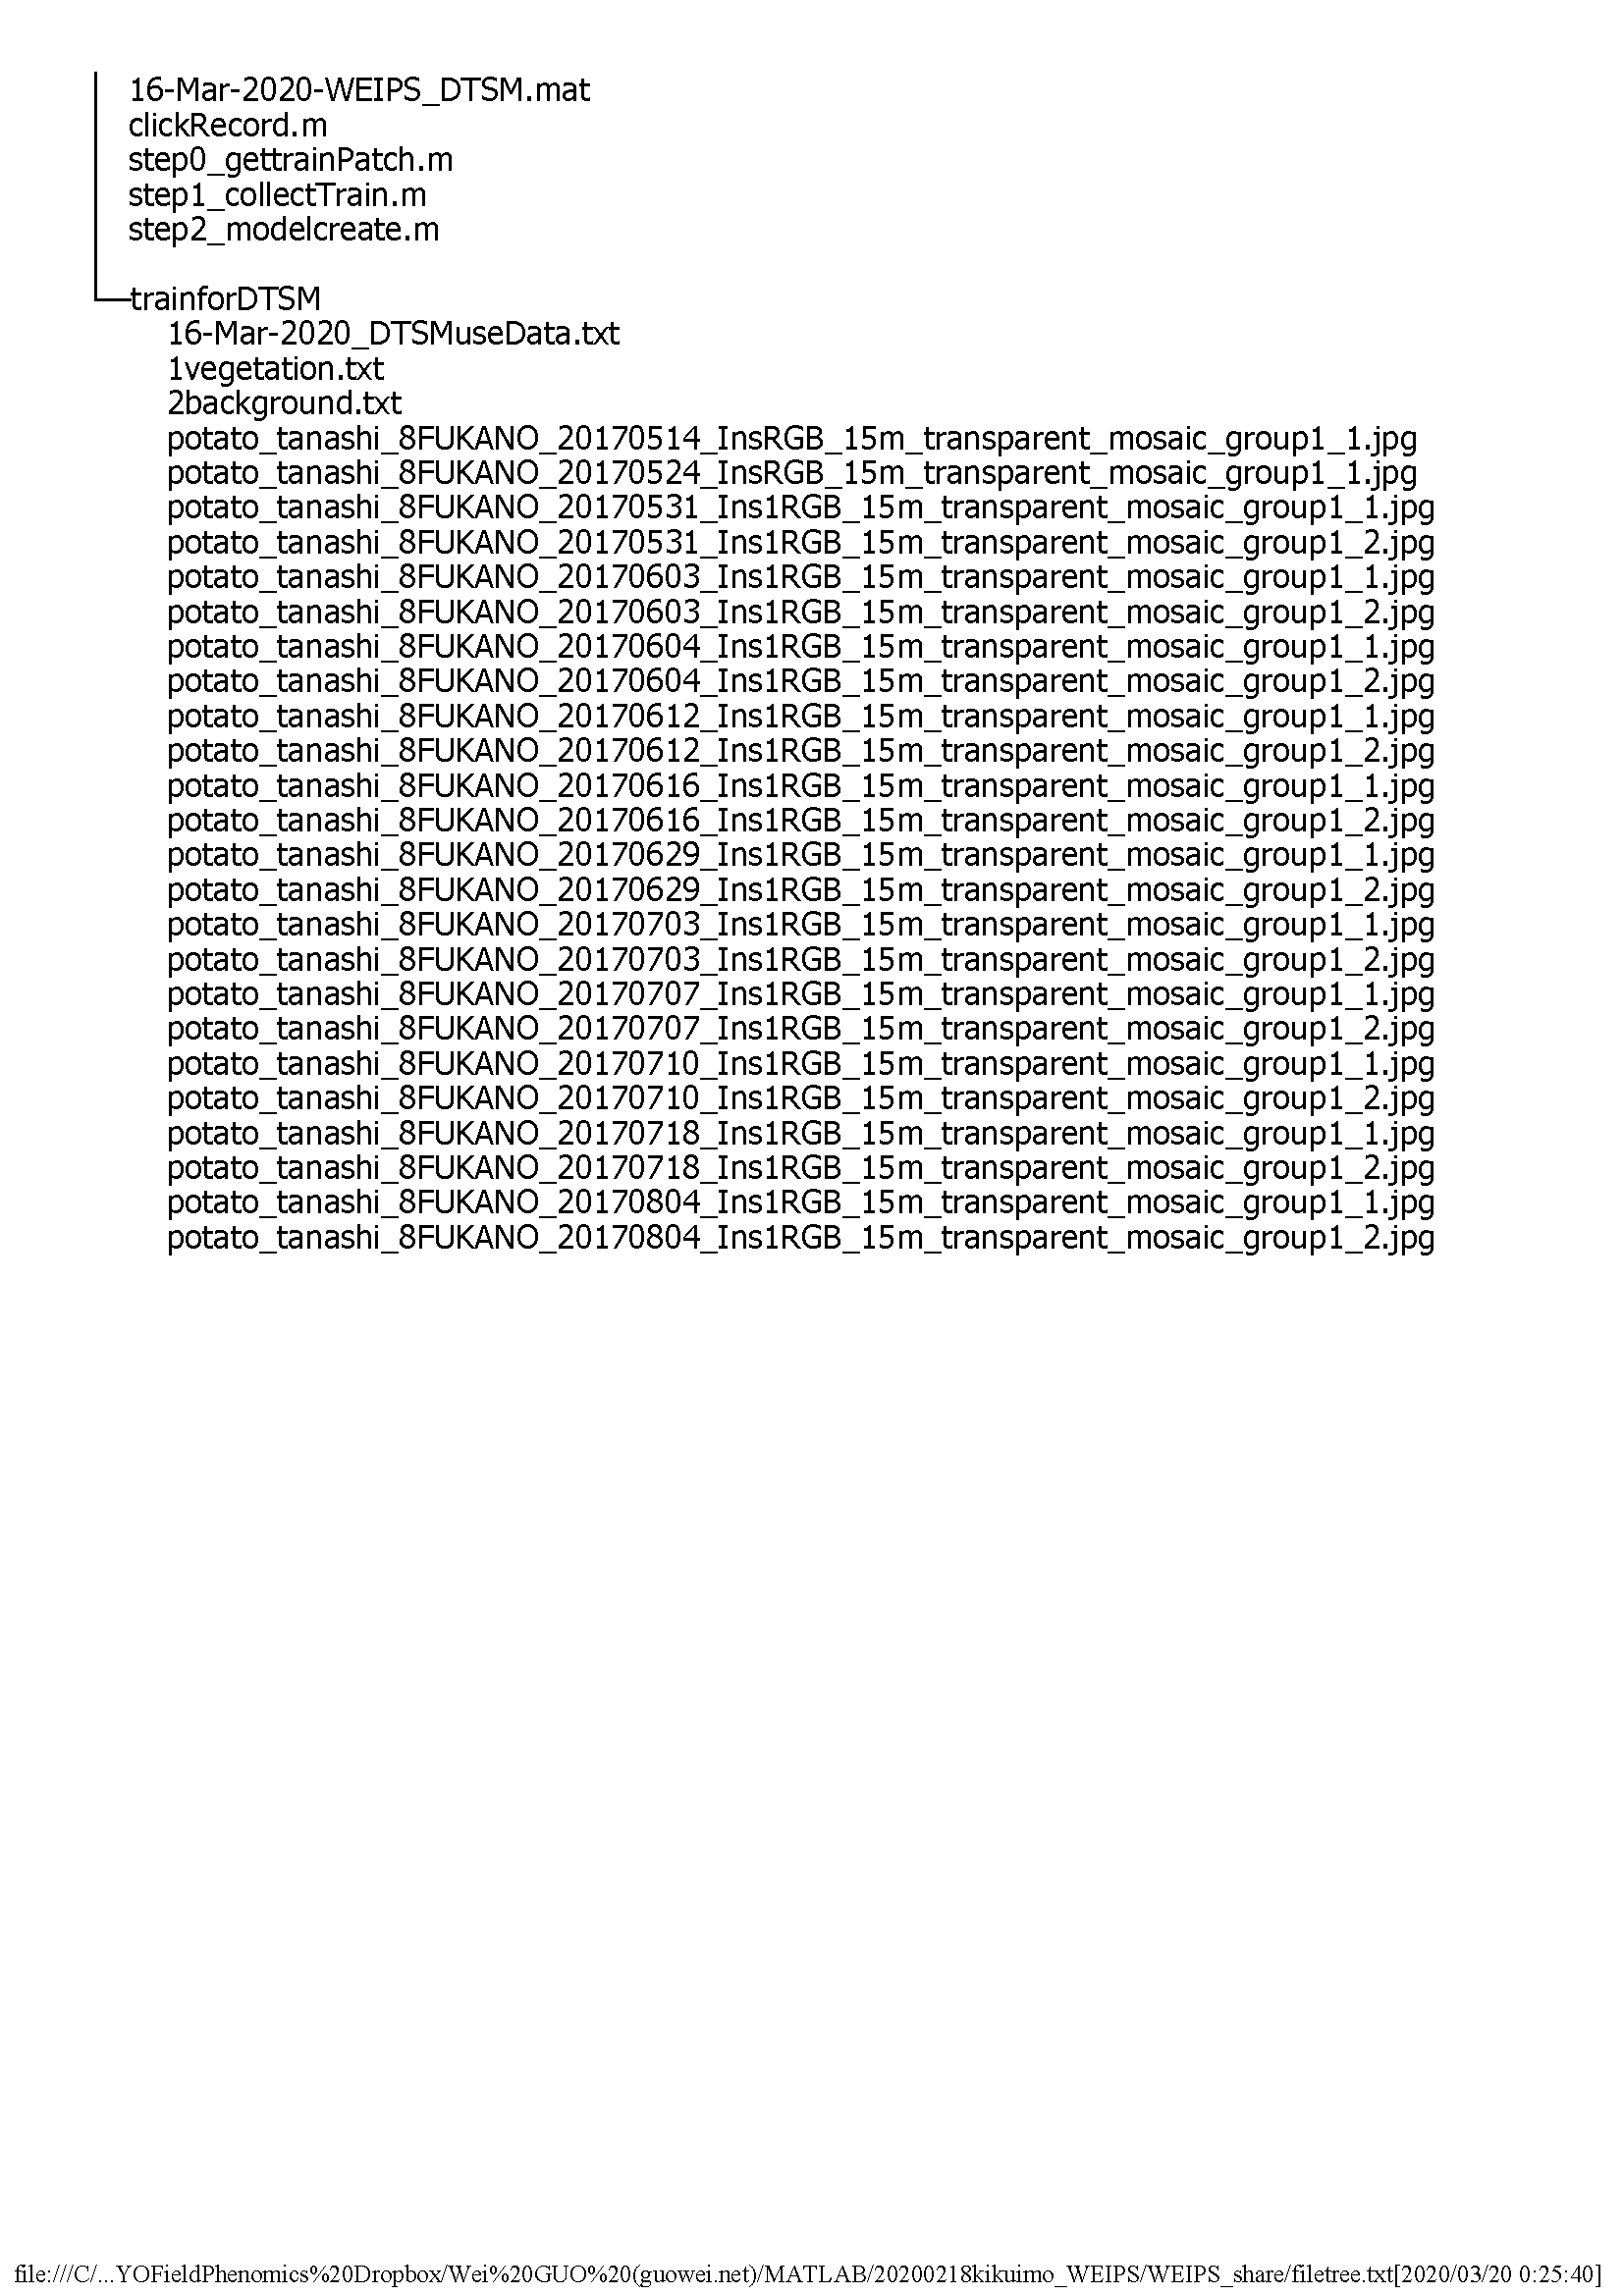 16-Mar-2020-WEIPS_DTSM.mat
clickRecord.m
step0_gettrainPatch.m
step1_collectTrain.m
step2_modelcreate.m
trainforDTSM
16-Mar-2020_DTSMuseData.txt
1vegetation.txt
2background.txt
potato_tanashi_8FUKANO_20170514_InsRGB_15m_transparent_mosaic_group1_1.jpg
potato_tanashi_8FUKANO_20170524_InsRGB_15m_transparent_mosaic_group1_1.jpg
potato_tanashi_8FUKANO_20170531_Ins1RGB_15m_transparent_mosaic_group1_1.jpg
potato_tanashi_8FUKANO_20170531_Ins1RGB_15m_transparent_mosaic_group1_2.jpg
potato_tanashi_8FUKANO_20170603_Ins1RGB_15m_transparent_mosaic_group1_1.jpg
potato_tanashi_8FUKANO_20170603_Ins1RGB_15m_transparent_mosaic_group1_2.jpg
potato_tanashi_8FUKANO_20170604_Ins1RGB_15m_transparent_mosaic_group1_1.jpg
potato_tanashi_8FUKANO_20170604_Ins1RGB_15m_transparent_mosaic_group1_2.jpg
potato_tanashi_8FUKANO_20170612_Ins1RGB_15m_transparent_mosaic_group1_1.jpg
potato_tanashi_8FUKANO_20170612_Ins1RGB_15m_transparent_mosaic_group1_2.jpg
potato_tanashi_8FUKANO_20170616_Ins1RGB_15m_transparent_mosaic_group1_1.jpg
potato_tanashi_8FUKANO_20170616_Ins1RGB_15m_transparent_mosaic_group1_2.jpg
potato_tanashi_8FUKANO_20170629_Ins1RGB_15m_transparent_mosaic_group1_1.jpg
potato_tanashi_8FUKANO_20170629_Ins1RGB_15m_transparent_mosaic_group1_2.jpg
potato_tanashi_8FUKANO_20170703_Ins1RGB_15m_transparent_mosaic_group1_1.jpg
potato_tanashi_8FUKANO_20170703_Ins1RGB_15m_transparent_mosaic_group1_2.jpg
potato_tanashi_8FUKANO_20170707_Ins1RGB_15m_transparent_mosaic_group1_1.jpg
potato_tanashi_8FUKANO_20170707_Ins1RGB_15m_transparent_mosaic_group1_2.jpg
potato_tanashi_8FUKANO_20170710_Ins1RGB_15m_transparent_mosaic_group1_1.jpg
potato_tanashi_8FUKANO_20170710_Ins1RGB_15m_transparent_mosaic_group1_2.jpg
potato_tanashi_8FUKANO_20170718_Ins1RGB_15m_transparent_mosaic_group1_1.jpg
potato_tanashi_8FUKANO_20170718_Ins1RGB_15m_transparent_mosaic_group1_2.jpg
potato_tanashi_8FUKANO_20170804_Ins1RGB_15m_transparent_mosaic_group1_1.jpg
potato_tanashi_8FUKANO_20170804_Ins1RGB_15m_transparent_mosaic_group1_2.jpg
file:///C/...YOFieldPhenomics%20Dropbox/Wei%20GUO%20(guowei.net)/MATLAB/20200218kikuimo_WEIPS/WEIPS_share/filetree.txt[2020/03/20 0:25:40]